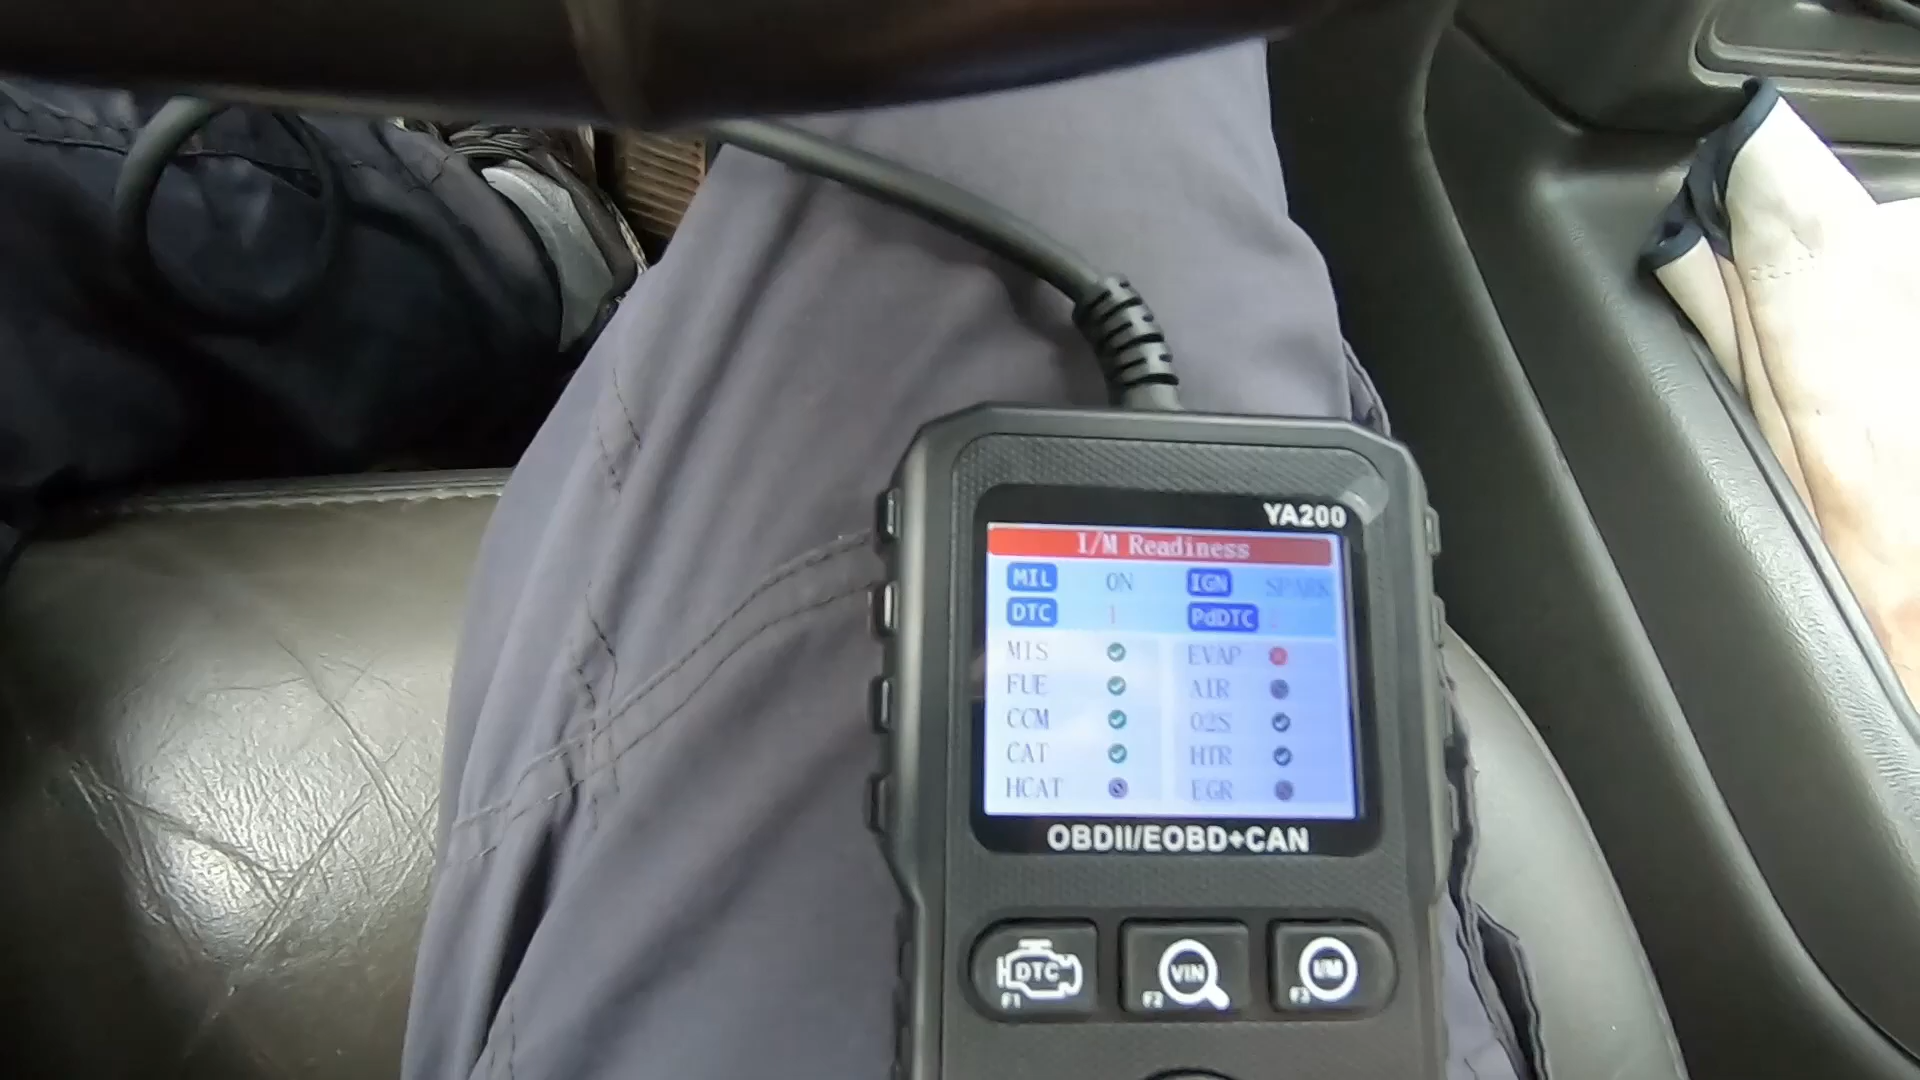 YA200
I/M Readiness
MIL ON IGN SPARK
DTC 1 PdDTC
MIS EVAP
FUE AIR
CCM O2S
CAT HTR
HCAT EGR
OBDII/EOBD+CAN
DTC VIN I/M
F1 F2 F3